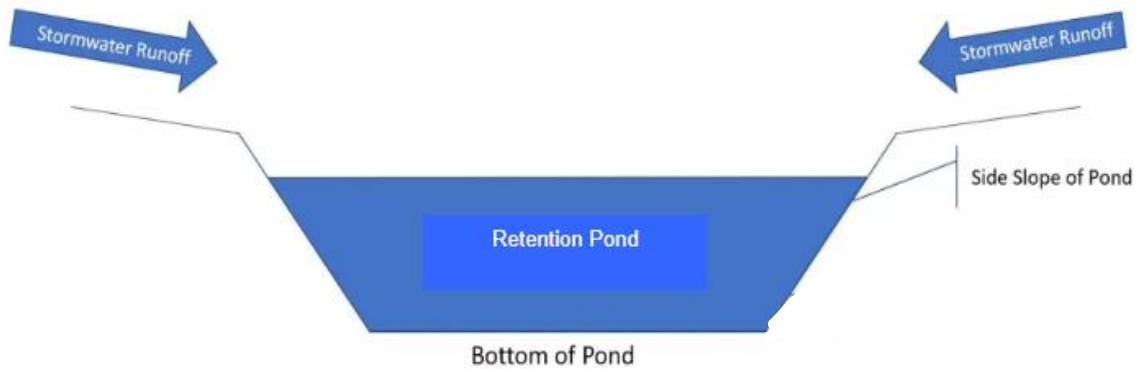 Stormwater Runoff
Stormwater Runoff
Side Slope of Pond
Retention Pond
Bottom of Pond